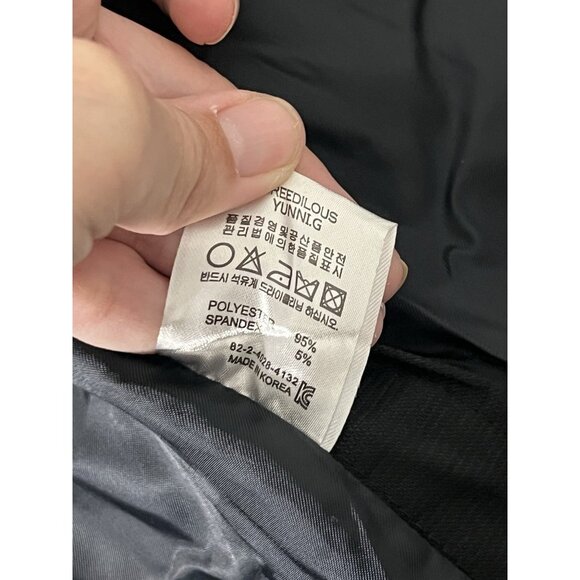 REEDILOUS
YUNNI.G
품질경영및공산품안전
관리법에의한품질표시
반드시 석유계 드라이클리닝 하십시오.
POLYESTER 95%
SPANDEX 5%
82-2-4028-4132
MADE IN KOREA